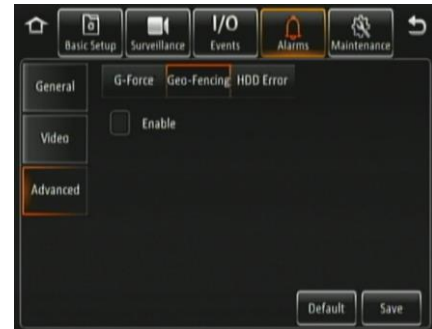 I/O
Basic Setup Surveillance Events Alarms Maintenance
General G-Force Geo-Fencing HDD Error
Enable
Video
Advanced
Default Save